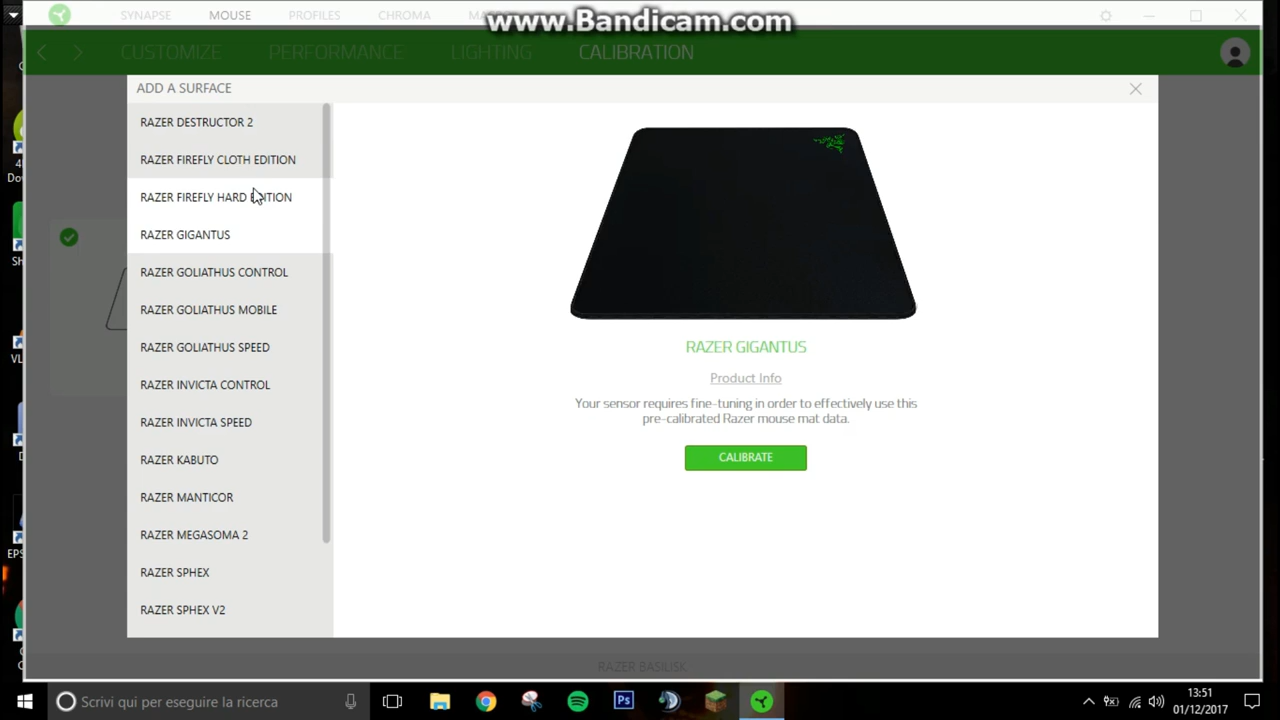 SYNAPSE MOUSE PROFILES CHROMA
www.Bandicam.com
CUSTOMIZE PERFORMANCE LIGHTING CALIBRATION
ADD A SURFACE
RAZER DESTRUCTOR 2
RAZER FIREFLY CLOTH EDITION
RAZER FIREFLY HARD EDITION
RAZER GIGANTUS
RAZER GOLIATHUS CONTROL
RAZER GOLIATHUS MOBILE
RAZER GOLIATHUS SPEED
RAZER INVICTA CONTROL
RAZER INVICTA SPEED
RAZER KABUTO
RAZER MANTICOR
RAZER MEGASOMA 2
RAZER SPHEX
RAZER SPHEX V2
RAZER GIGANTUS
Product Info
Your sensor requires fine-tuning in order to effectively use this
pre-calibrated Razer mouse mat data.
CALIBRATE
RAZER BASILISK
Scrivi qui per eseguire la ricerca
Ps
13:51
01/12/2017